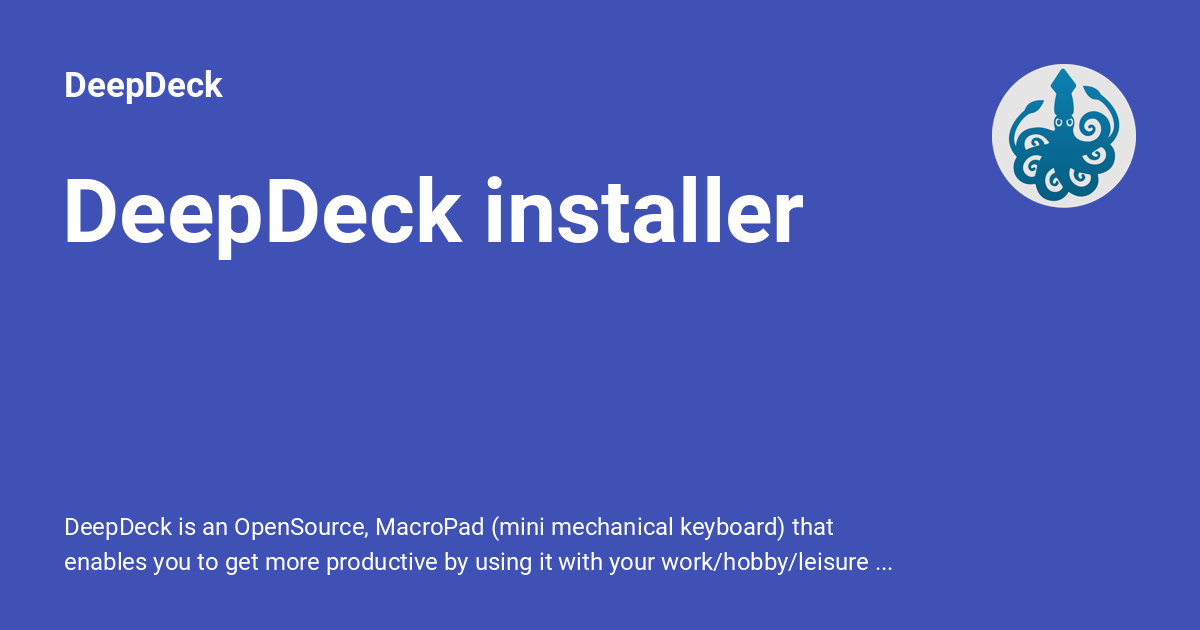 DeepDeck
DeepDeck installer
DeepDeck is an OpenSource, MacroPad (mini mechanical keyboard) that
enables you to get more productive by using it with your work/hobby/leisure ...